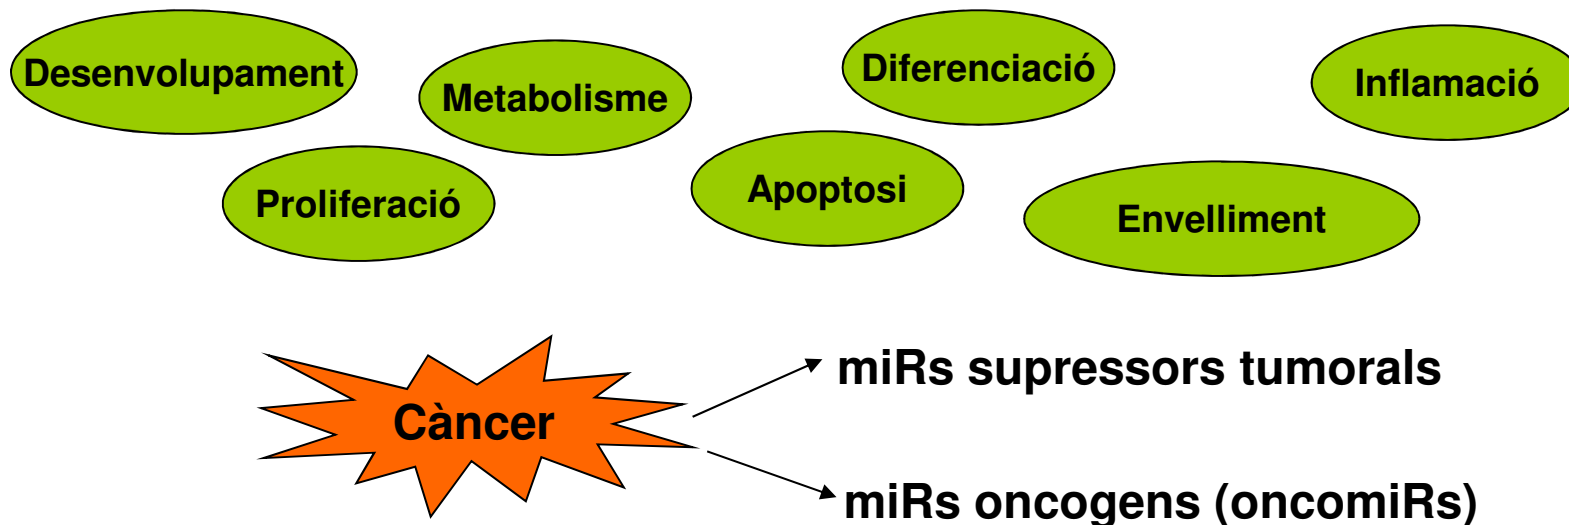 Desenvolupament
Metabolisme
Diferenciació
Inflamació
Proliferació
Apoptosi
Envelliment
Càncer
miRs supressors tumorals
miRs oncogens (oncomiRs)